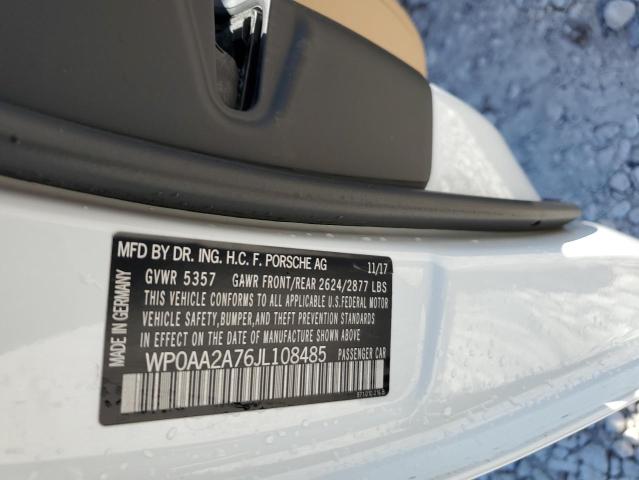 MFD BY DR. ING. H.C. F. PORSCHE AG 11/17
GVWR 5357 GAWR FRONT/REAR 2624/2877 LBS
THIS VEHICLE CONFORMS TO ALL APPLICABLE U.S.FEDERAL MOTOR
VEHICLE SAFETY, BUMPER, AND THEFT PREVENTION STANDARDS
IN EFFECT ON THE DATE OF MANUFACTURE SHOWN ABOVE.
WP0AA2A76JL108485 PASSENGER CAR
MADE IN GERMANY